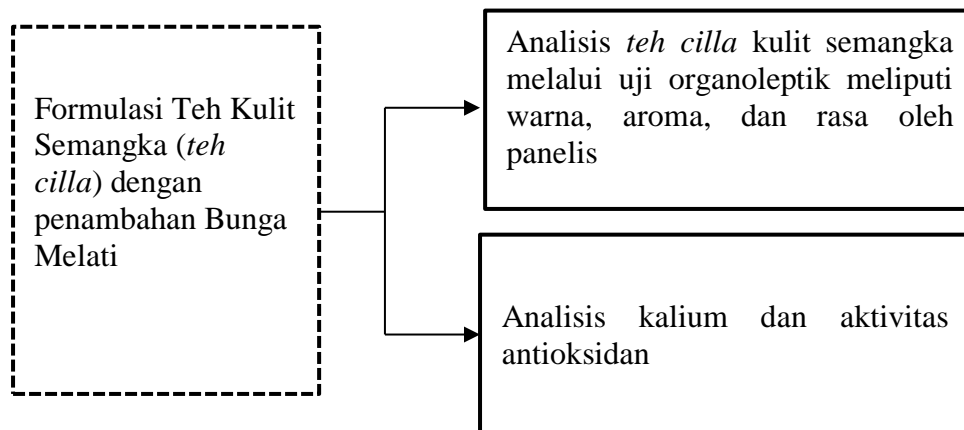 Formulasi Teh Kulit
Semangka (teh
cilla) dengan
penambahan Bunga
Melati
Analisis teh cilla kulit semangka
melalui uji organoleptik meliputi
warna, aroma, dan rasa oleh
panelis
Analisis kalium dan aktivitas
antioksidan